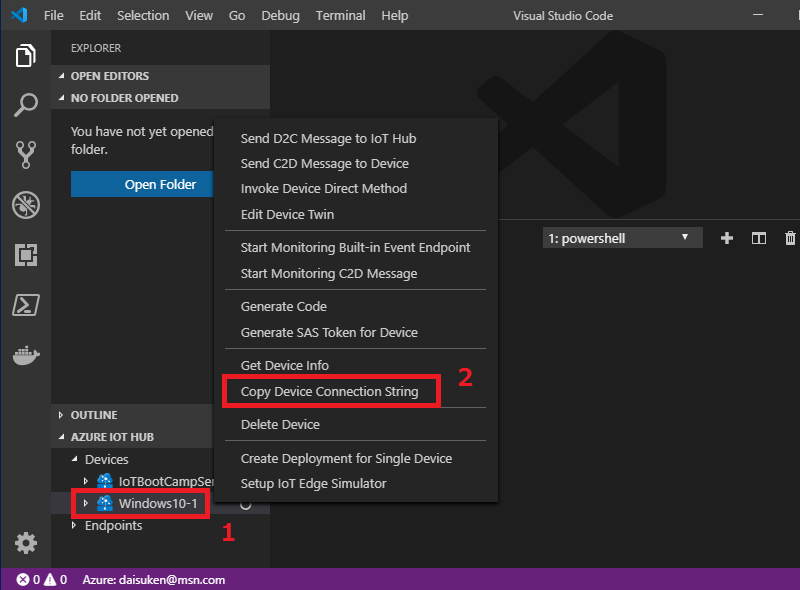 File Edit Selection View Go Debug Terminal Help Visual Studio Code
EXPLORER
OPEN EDITORS
NO FOLDER OPENED
You have not yet opened
folder.
Open Folder
Send D2C Message to IoT Hub
Send C2D Message to Device
Invoke Device Direct Method
Edit Device Twin
Start Monitoring Built-in Event Endpoint
Start Monitoring C2D Message
Generate Code
Generate SAS Token for Device
Get Device Info
Copy Device Connection String
2
Delete Device
Create Deployment for Single Device
Setup IoT Edge Simulator
1: powershell
OUTLINE
AZURE IOT HUB
Devices
IoTBootCampSer
Windows10-1
1
Endpoints
0 0 Azure: daisuken@msn.com